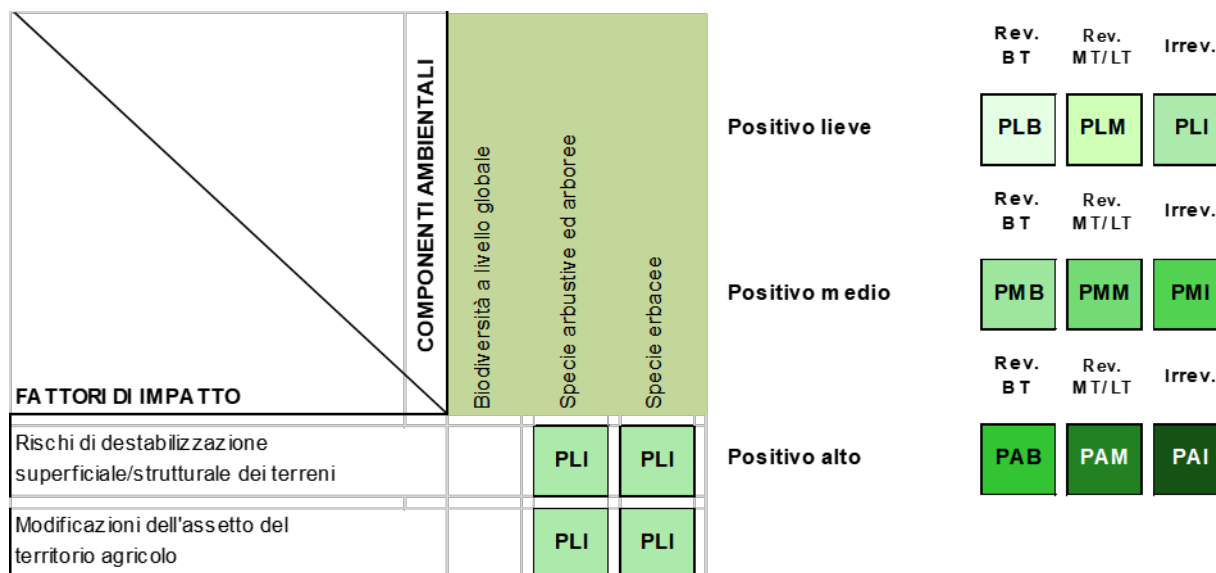 COMPONENTI AMBIENTALI
Biodiversità a livello globale
Specie arbustive ed arboree
Specie erbacee
FATTORI DI IMPATTO
Rischi di destabilizzazione
superficiale/strutturale dei terreni
PLI PLI
Modificazioni dell'assetto del
territorio agricolo
PLI PLI
Rev. BT
Rev. MT/LT
Irrev.
Positivo lieve
PLB PLM PLI
Rev. BT
Rev. MT/LT
Irrev.
Positivo medio
PMB PMM PMI
Rev. BT
Rev. MT/LT
Irrev.
Positivo alto
PAB PAM PAI